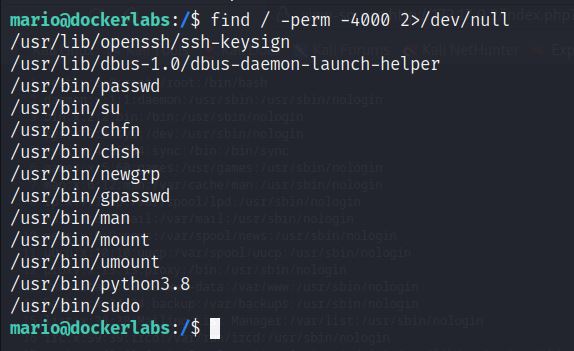 mario@dockerlabs:/$ find / -perm -4000 2>/dev/null
/usr/lib/openssh/ssh-keysign
/usr/lib/dbus-1.0/dbus-daemon-launch-helper
/usr/bin/passwd
/usr/bin/su
/usr/bin/chfn
/usr/bin/chsh
/usr/bin/newgrp
/usr/bin/gpasswd
/usr/bin/man
/usr/bin/mount
/usr/bin/umount
/usr/bin/python3.8
/usr/bin/sudo
mario@dockerlabs:/$